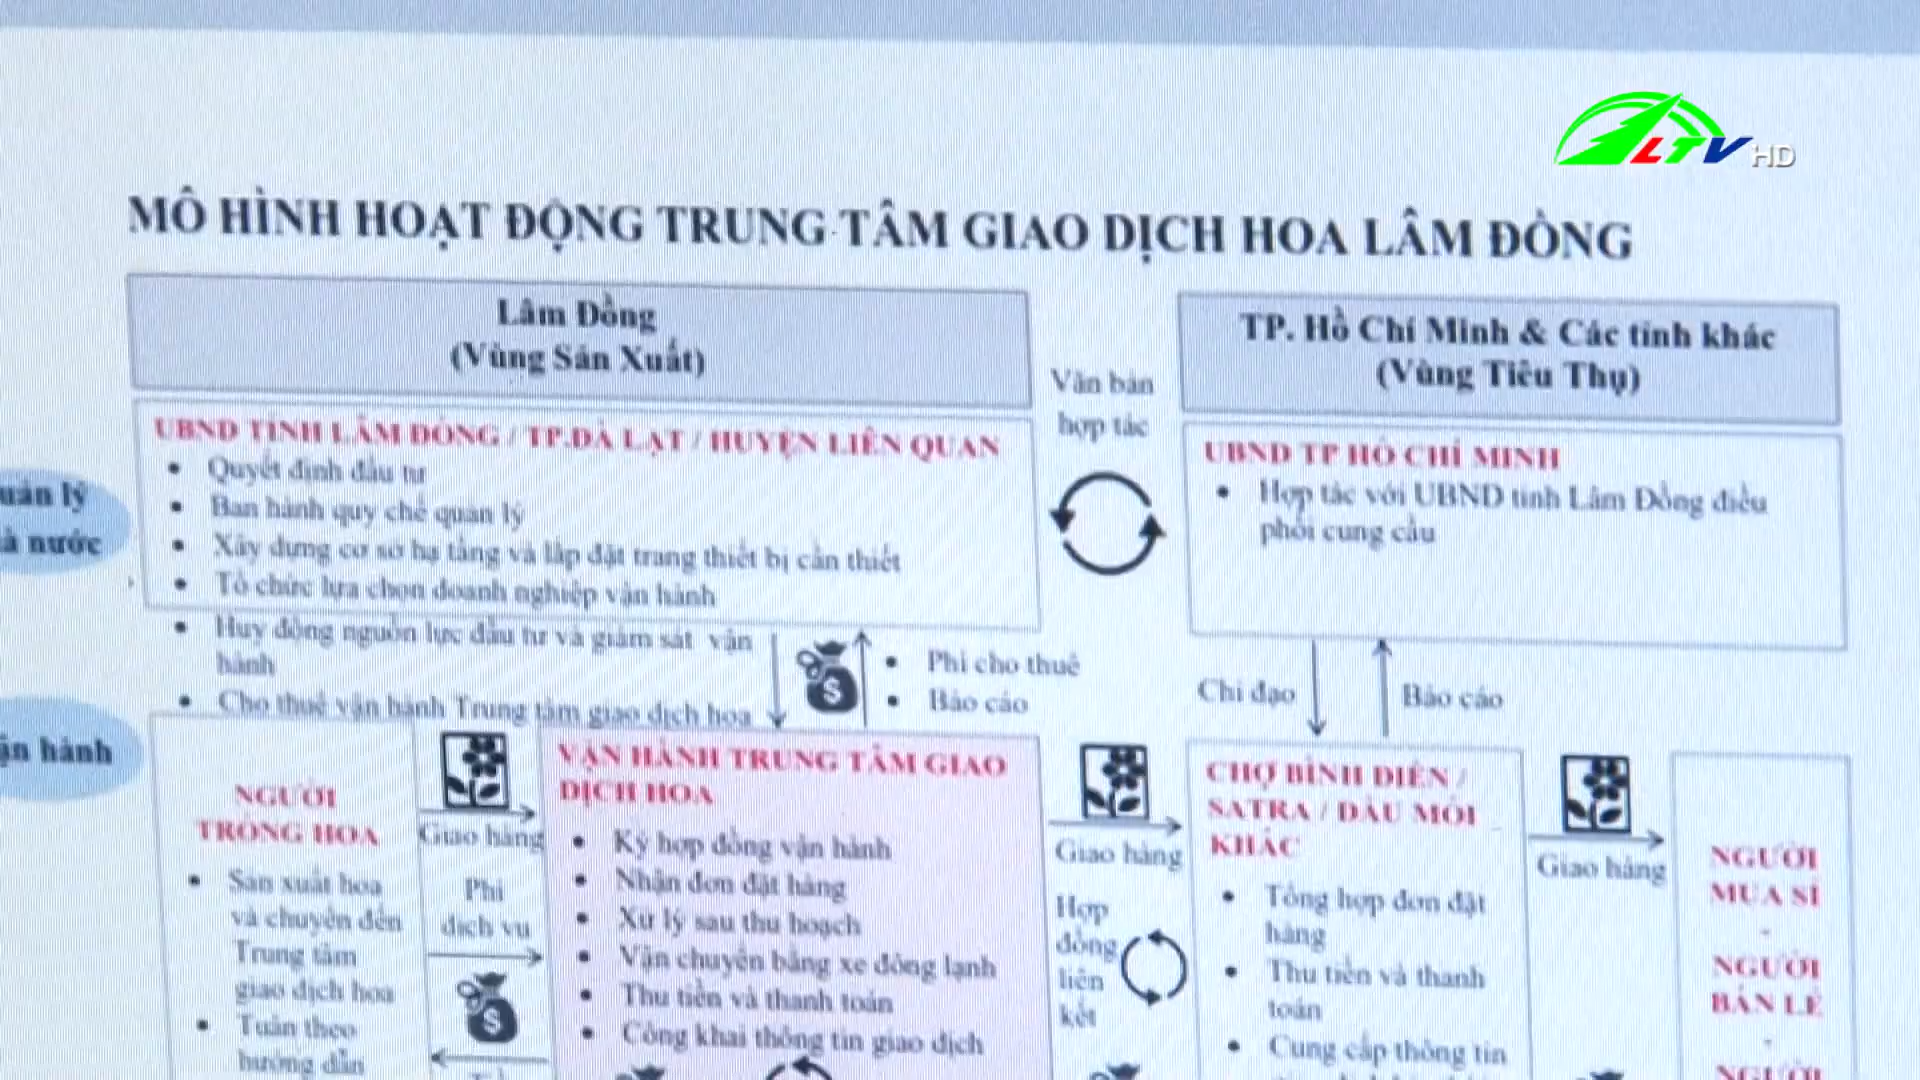 LTV HD
MÔ HÌNH HOẠT ĐỘNG TRUNG TÂM GIAO DỊCH HOA LÂM ĐỒNG
Lâm Đồng
(Vùng Sản Xuất)
TP. Hồ Chí Minh & Các tỉnh khác
(Vùng Tiêu Thụ)
Văn bản
hợp tác
UBND TỈNH LÂM ĐỒNG / TP.ĐÀ LẠT / HUYỆN LIÊN QUAN
• Quyết định đầu tư
• Ban hành quy chế quản lý
• Xây dựng cơ sở hạ tầng và lắp đặt trang thiết bị cần thiết
• Tổ chức lựa chọn doanh nghiệp vận hành
• Huy động nguồn lực đầu tư và giám sát vận
hành
• Cho thuê vận hành Trung tâm giao dịch hoa
UBND TP HỒ CHÍ MINH
• Hợp tác với UBND tỉnh Lâm Đồng điều
phối cung cầu
uản lý
à nước
$
• Phí cho thuê
• Báo cáo
Chỉ đạo
Báo cáo
ận hành
NGƯỜI
TRỒNG HOA
• Sản xuất hoa
và chuyển đến
Trung tâm
giao dịch hoa
• Tuân theo
hướng dẫn
Giao hàng
Phí
dịch vụ
$
VẬN HÀNH TRUNG TÂM GIAO
DỊCH HOA
• Ký hợp đồng vận hành
• Nhận đơn đặt hàng
• Xử lý sau thu hoạch
• Vận chuyển bằng xe đông lạnh
• Thu tiền và thanh toán
• Công khai thông tin giao dịch
Giao hàng
Hợp
đồng
liên
kết
CHỢ BÌNH ĐIỀN /
SATRA / ĐẦU MỐI
KHÁC
• Tổng hợp đơn đặt
hàng
• Thu tiền và thanh
toán
• Cung cấp thông tin
Giao hàng
NGƯỜI
MUA SỈ
-
NGƯỜI
BÁN LẺ
-
NGƯỜI